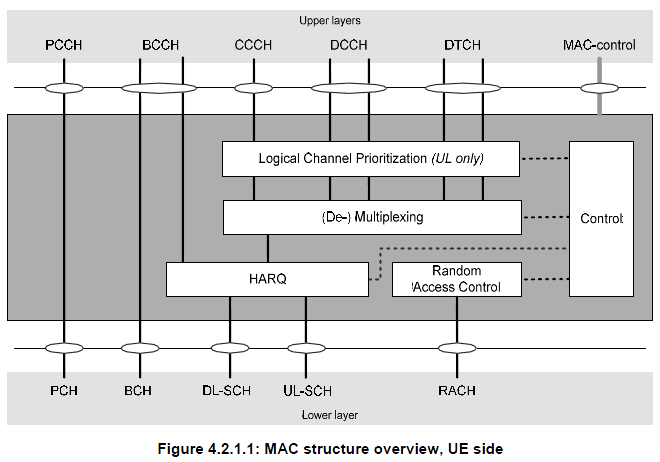 Upper layers
PCCH BCCH CCCH DCCH DTCH MAC-control
Logical Channel Prioritization (UL only)
(De-) Multiplexing
Control
HARQ
Random
Access Control
PCH BCH DL-SCH UL-SCH RACH
Lower layer
Figure 4.2.1.1: MAC structure overview, UE side